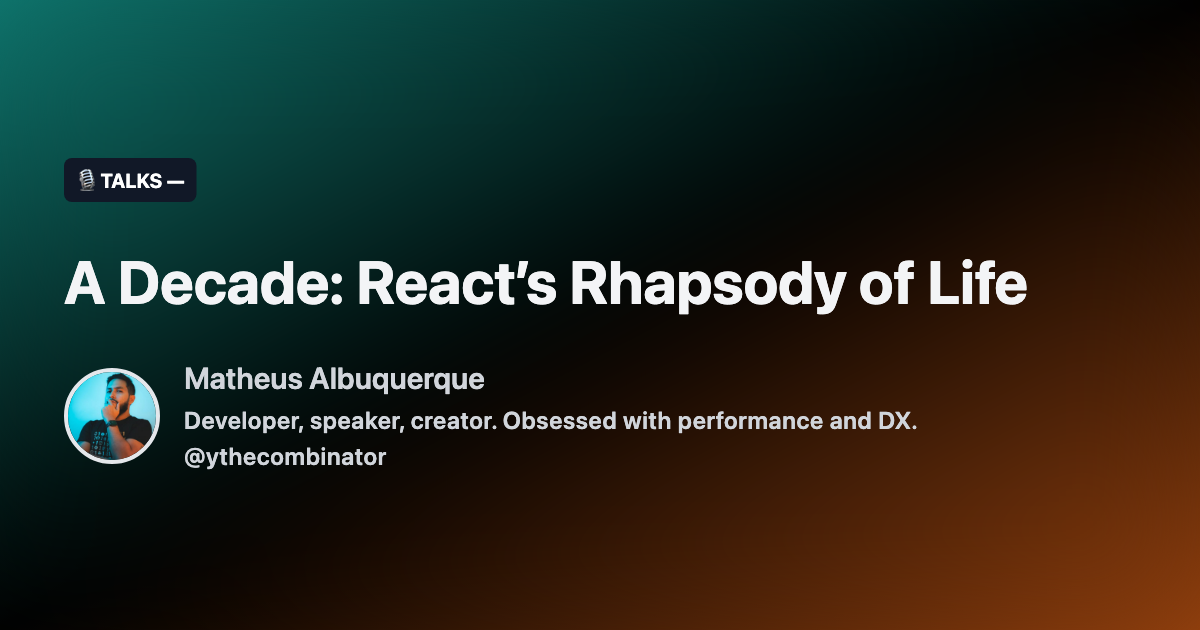 🎙️ TALKS —
A Decade: React’s Rhapsody of Life
Matheus Albuquerque
Developer, speaker, creator. Obsessed with performance and DX.
@ythecombinator